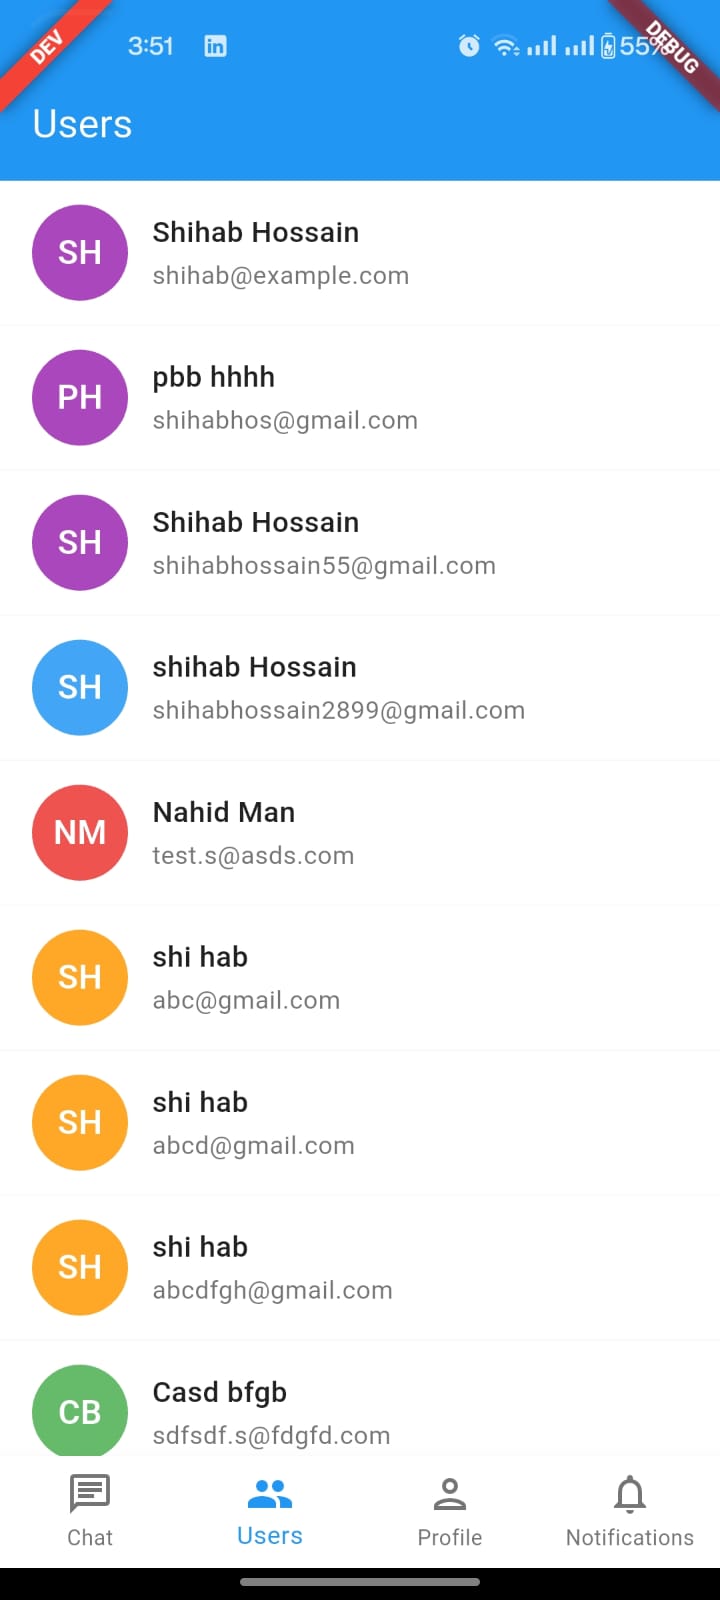 DEV
3:51 in 55%
DEBUG
Users
SH
Shihab Hossain
shihab@example.com
PH
pbb hhhh
shihabhos@gmail.com
SH
Shihab Hossain
shihabhossain55@gmail.com
SH
shihab Hossain
shihabhossain2899@gmail.com
NM
Nahid Man
test.s@asds.com
SH
shi hab
abc@gmail.com
SH
shi hab
abcd@gmail.com
SH
shi hab
abcdfgh@gmail.com
CB
Casd bfgb
sdfsdf.s@fdgfd.com
Chat
Users
Profile
Notifications